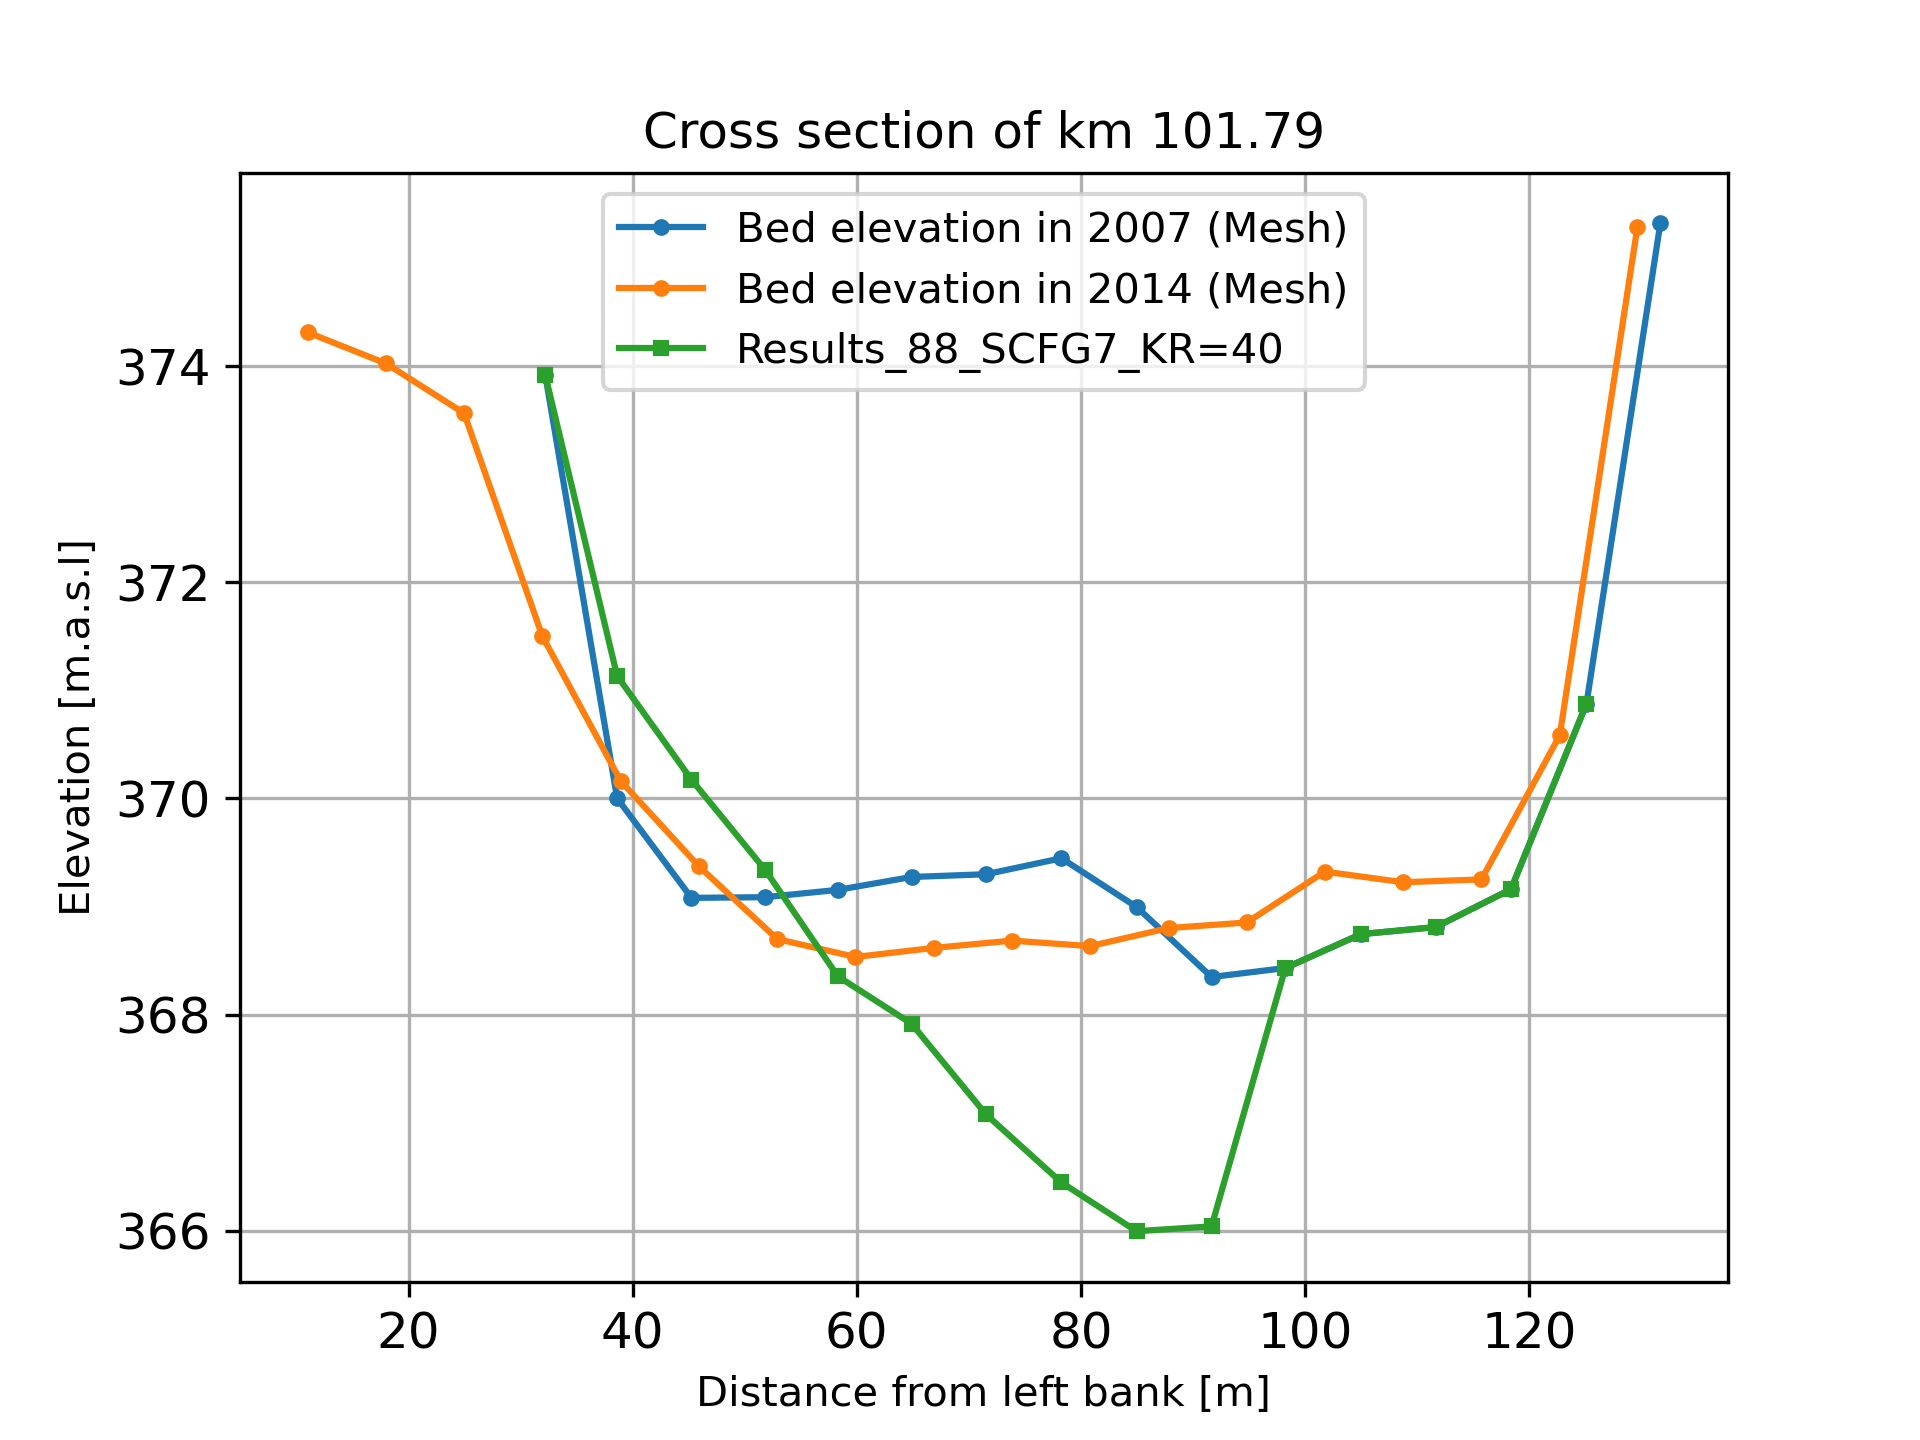 Cross section of km 101.79
Bed elevation in 2007 (Mesh)
Bed elevation in 2014 (Mesh)
Results_88_SCFG7_KR=40
374
372
370
368
366
Elevation [m.a.s.l]
20 40 60 80 100 120
Distance from left bank [m]